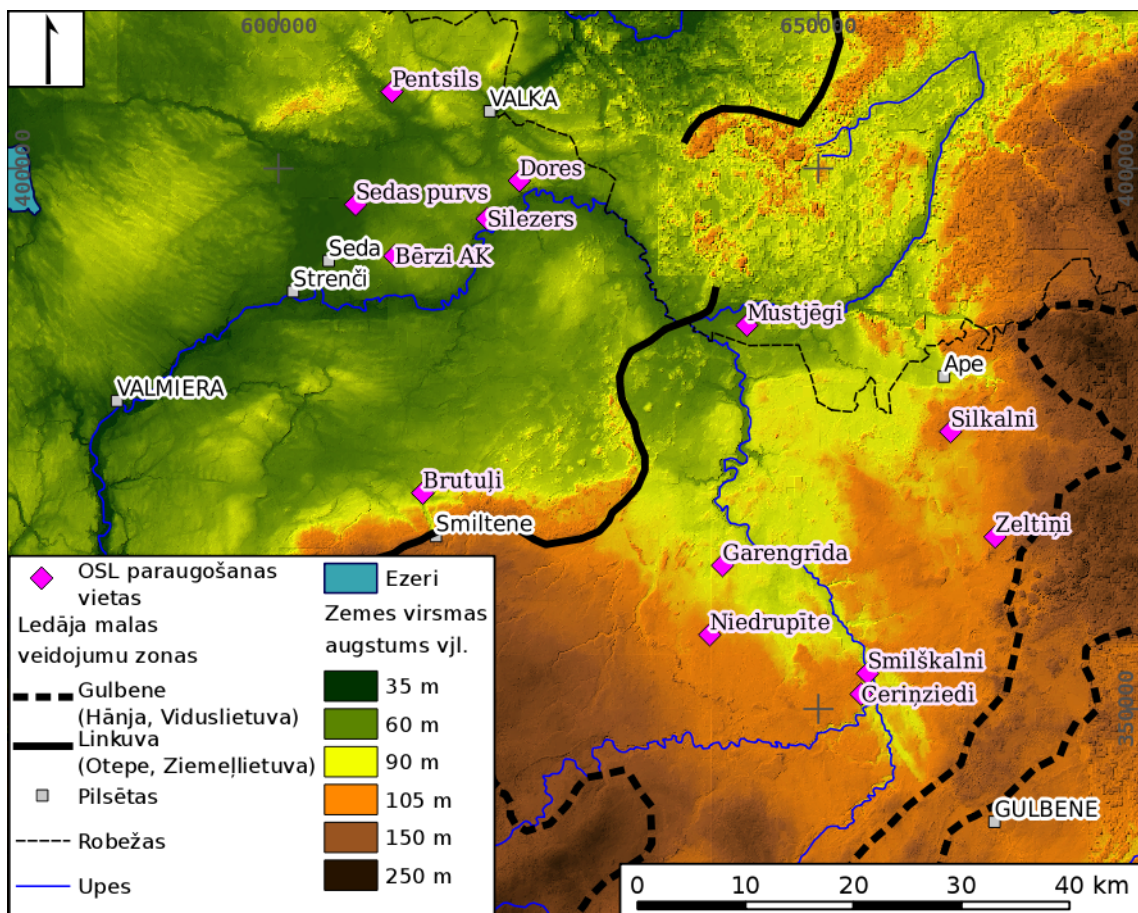 600000
650000
Pentsils
VALKA
400000
400000
Dores
Sedas purvs
Silezers
Seda
Bērzi AK
Strenči
Mustjēgi
Ape
VALMIERA
Silkalni
Brutuļi
Smiltene
Zeltiņi
Garengrīda
Niedrupīte
Smilškalni
Ceriņziedi
350000
GULBENE
OSL paraugošanas
vietas
Ledāja malas
veidojumu zonas
Gulbene
(Hānja, Viduslietuva)
Linkuva
(Otepe, Ziemeļlietuva)
Pilsētas
Robežas
Upes
Ezeri
Zemes virsmas
augstums vjl.
35 m
60 m
90 m
105 m
150 m
250 m
0 10 20 30 40 km